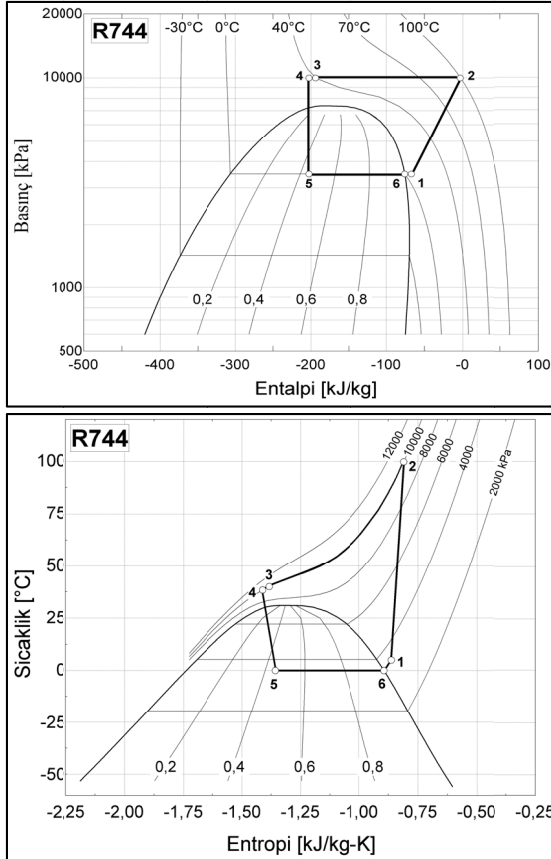 20000
R744
-30°C 0°C 40°C 70°C 100°C
10000
4 3 2
5 6 1
1000
0,2 0,4 0,6 0,8
500
-500 -400 -300 -200 -100 -0 100
Basınç [kPa]
Entalpi [kJ/kg]
R744
12000 10000 8000 6000 4000 2000 kPa
100
75
50
25
0
-25
-50
2
3
4
1
5 6
0,2 0,4 0,6 0,8
-2,25 -2,00 -1,75 -1,50 -1,25 -1,00 -0,75 -0,50 -0,25
Sicaklik [°C]
Entropi [kJ/kg-K]